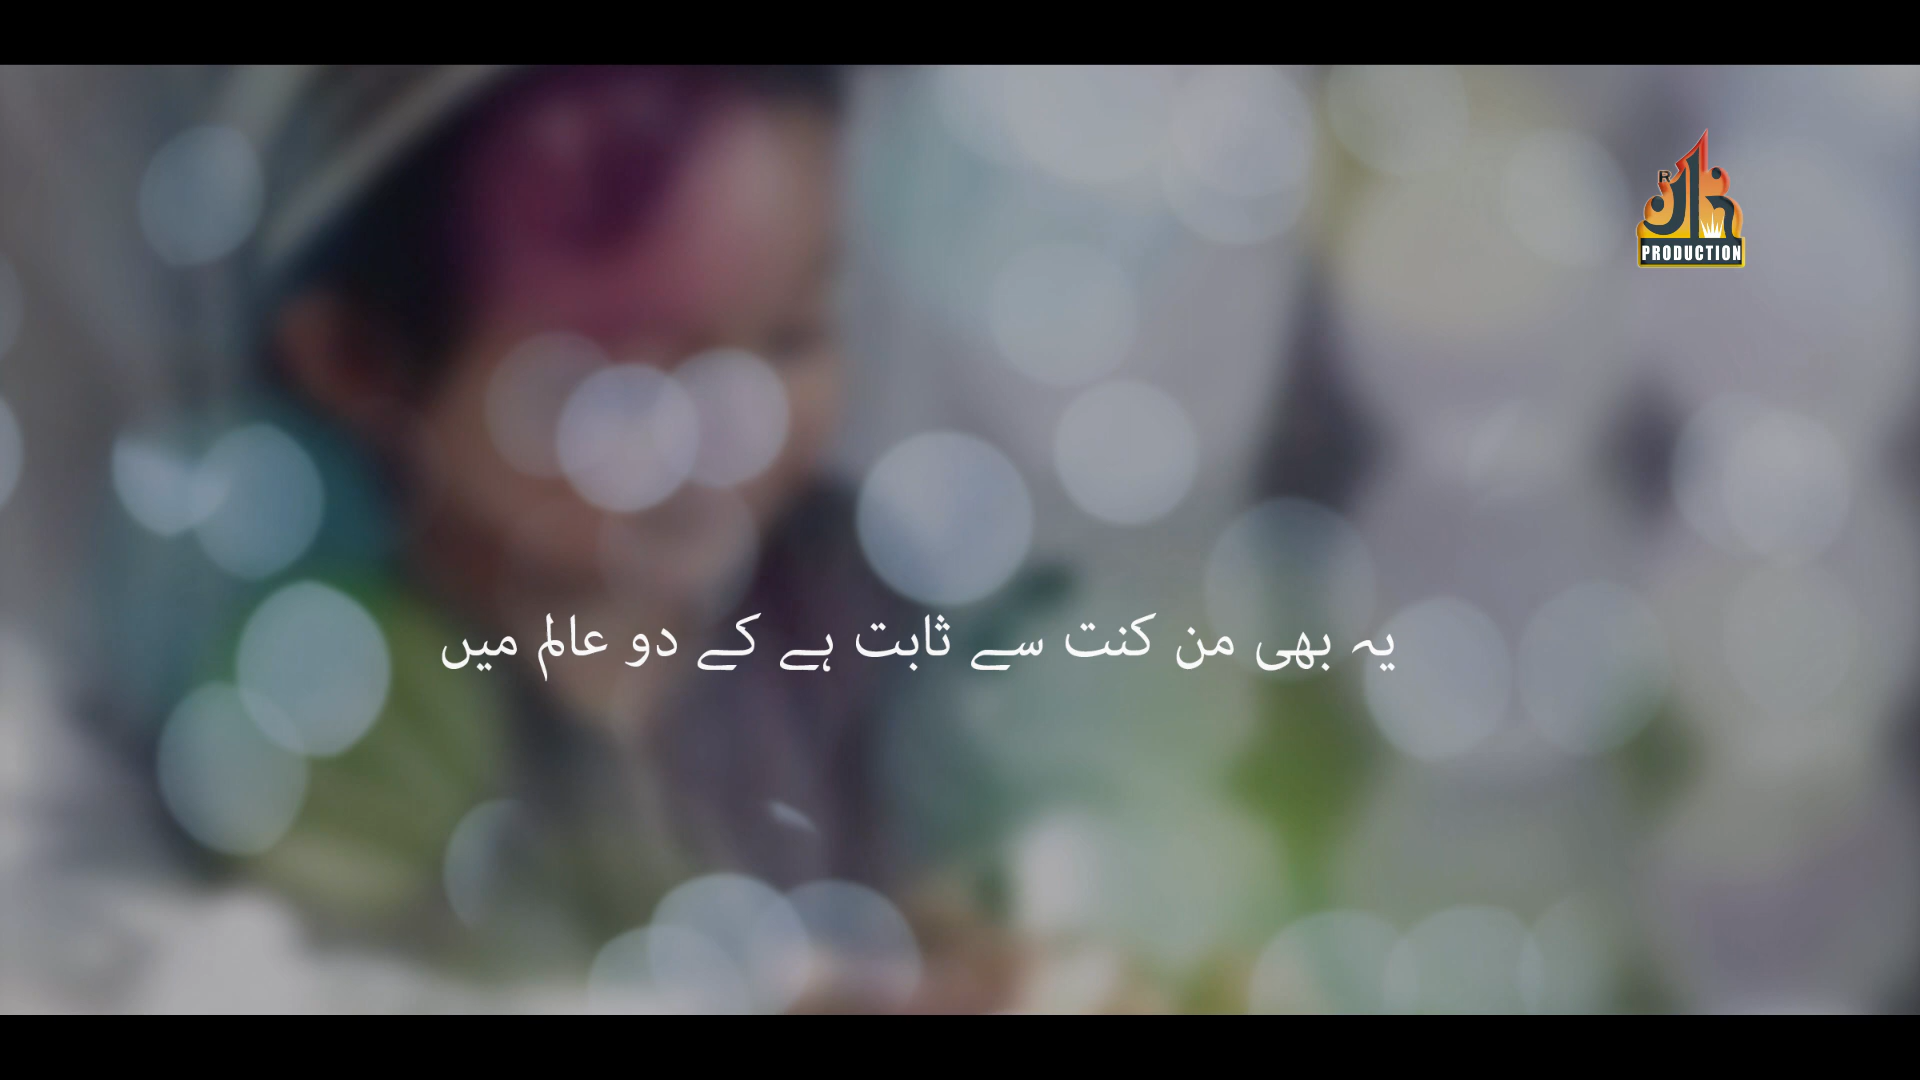 R
PRODUCTION
یہ بھی من کنت سے ثابت ہے کے دو عالم میں